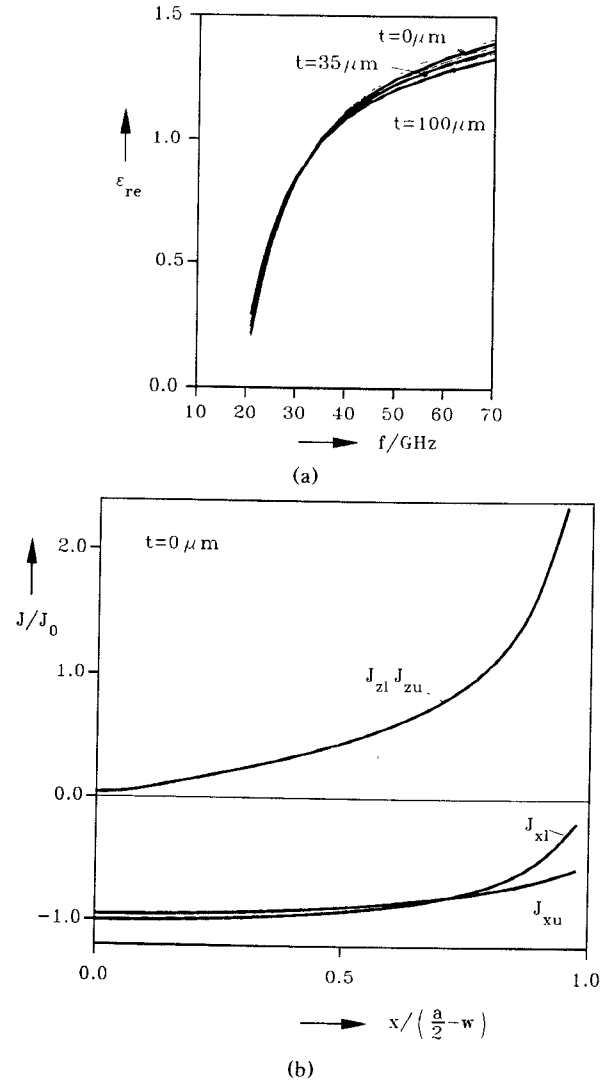 1.5
t=0μm
t=35μm
1.0
t=100μm
ε_re
0.5
0.0
10 20 30 40 50 60 70
f/GHz
(a)
2.0
t=0 μm
J/J_0
J_zl J_zu
1.0
0.0
J_xl
J_xu
-1.0
0.0 0.5 1.0
x/(a/2-w)
(b)